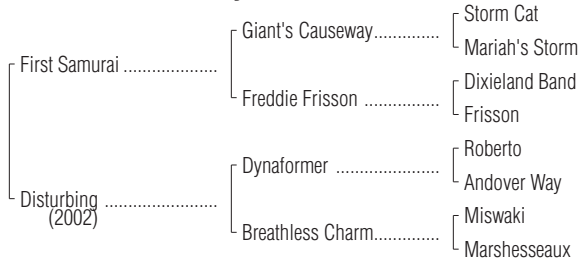 Storm Cat
Giant's Causeway..............
Mariah's Storm
First Samurai ....................
Dixieland Band
Freddie Frisson ................
Frisson
Roberto
Dynaformer ......................
Andover Way
Disturbing ........................
(2002)
Miswaki
Breathless Charm..............
Marshesseaux